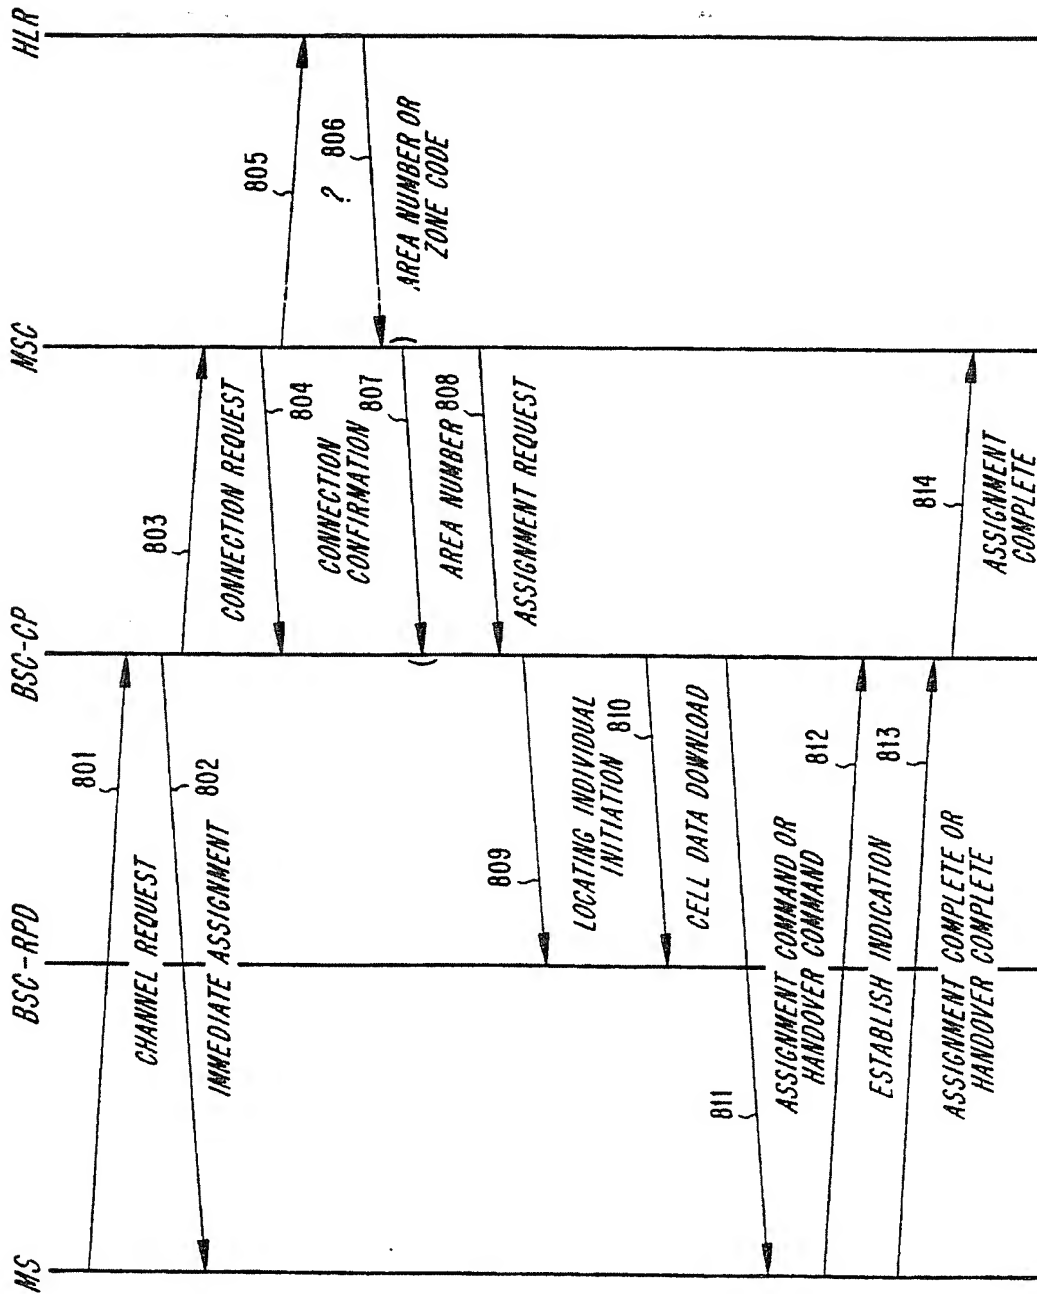 MS
BSC-RPD
BSC-CP
MSC
HLR
801
CHANNEL REQUEST
802
IMMEDIATE ASSIGNMENT
803
CONNECTION REQUEST
804
CONNECTION
CONFIRMATION
805
?
806
AREA NUMBER OR
ZONE CODE
( 807 )
AREA NUMBER
808
ASSIGNMENT REQUEST
809
LOCATING INDIVIDUAL
INITIATION
810
CELL DATA DOWNLOAD
811
ASSIGNMENT COMMAND OR
HANDOVER COMMAND
812
ESTABLISH INDICATION
813
ASSIGNMENT COMPLETE OR
HANDOVER COMPLETE
814
ASSIGNMENT
COMPLETE